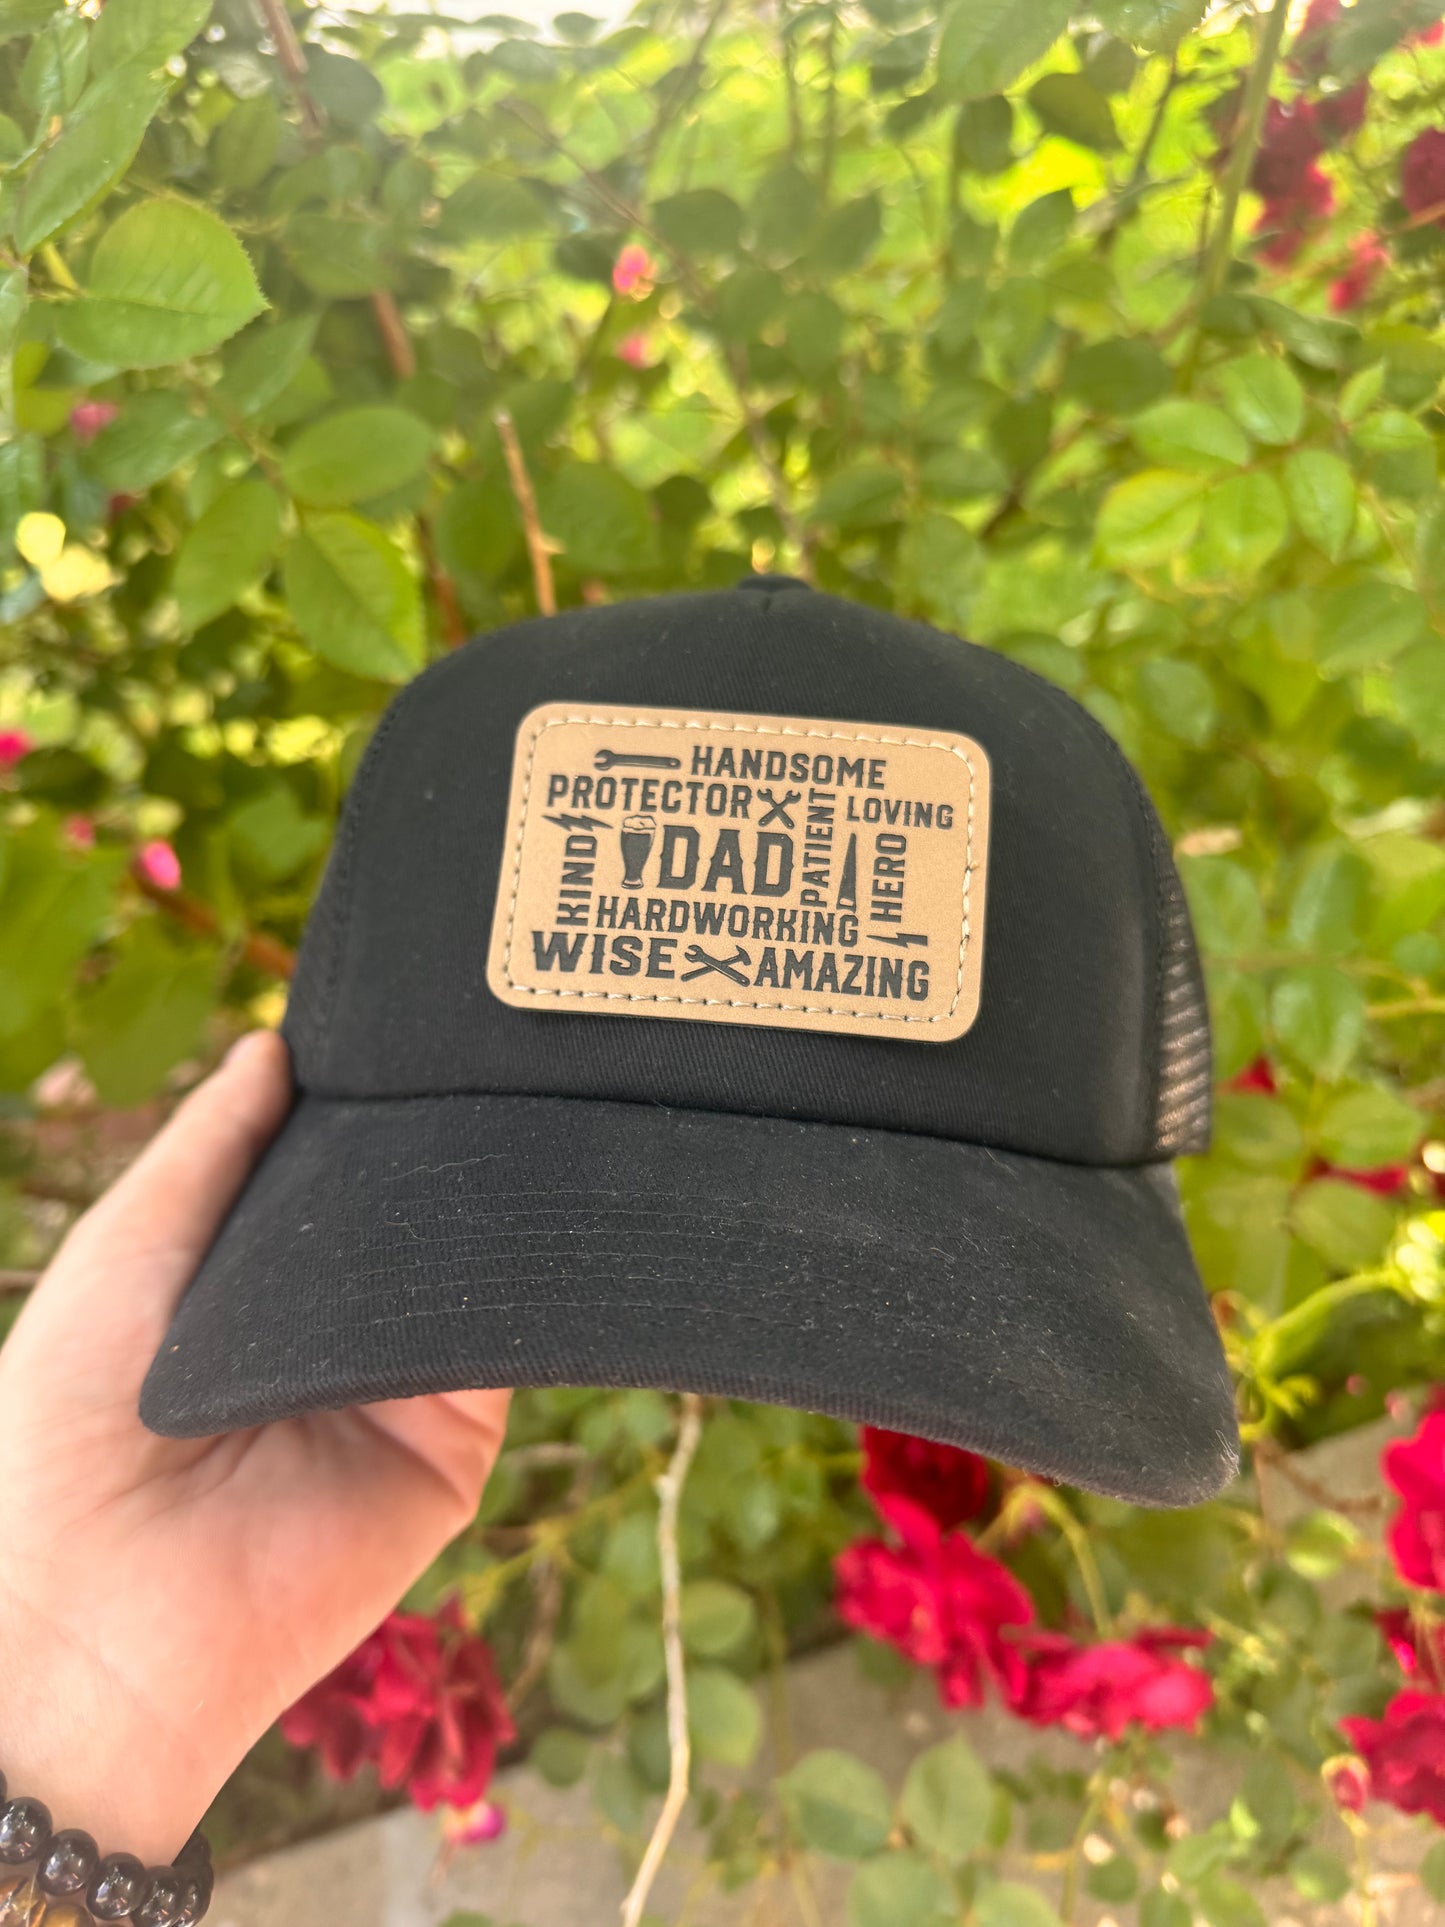 HANDSOME
PROTECTOR
PATIENT
LOVING
KIND
DAD
HERO
HARDWORKING
WISE
AMAZING